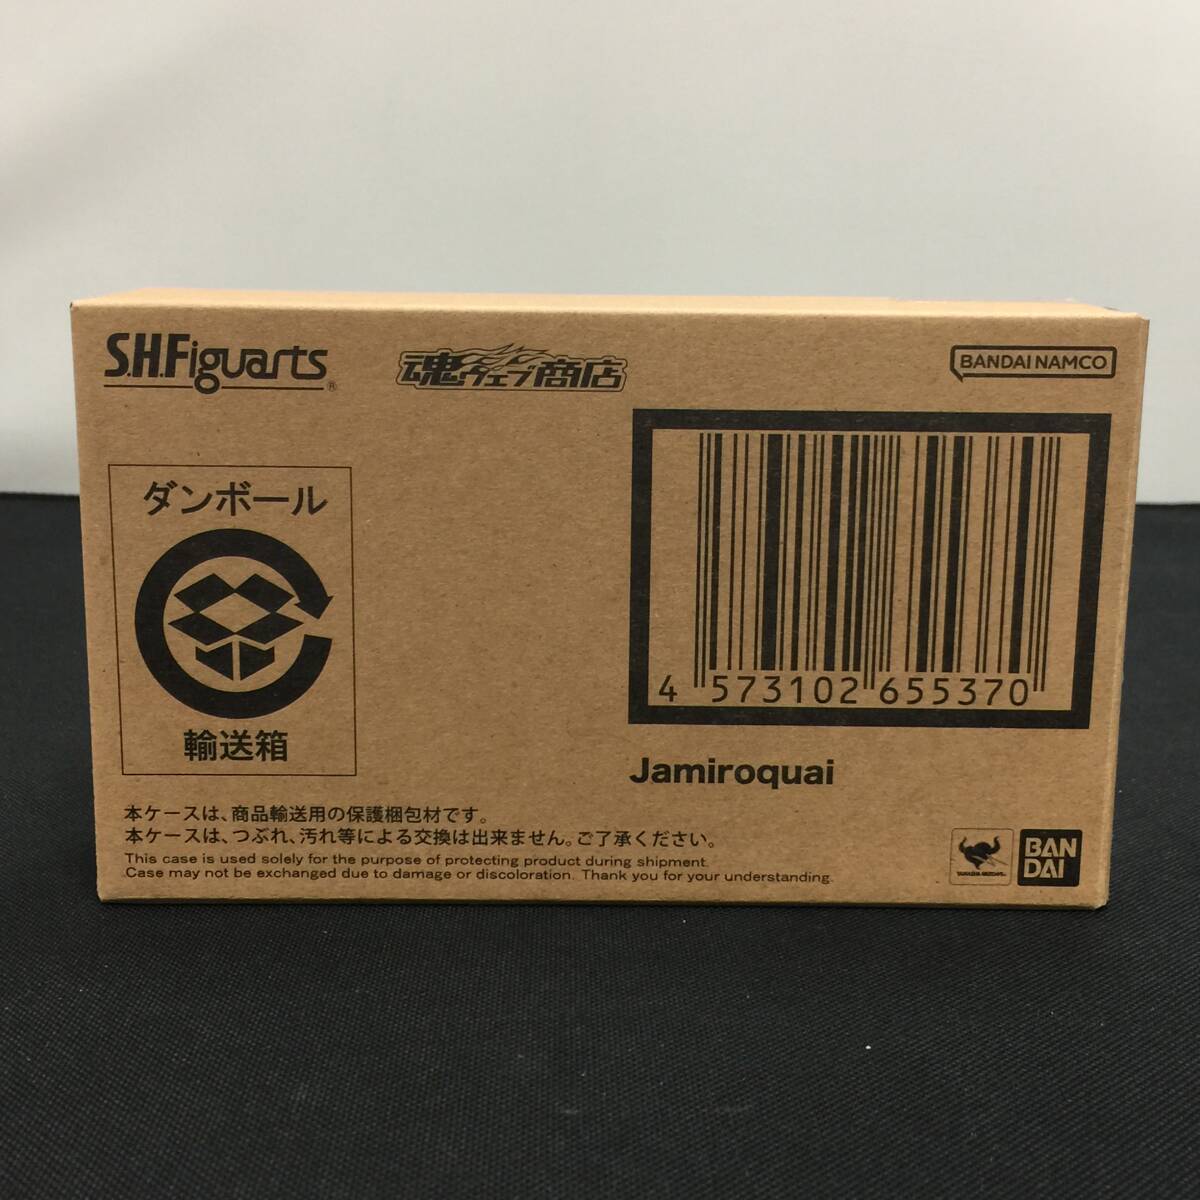 S.H.Figuarts®
魂ウェブ商店
BANDAI NAMCO
ダンボール
輸送箱
4 573102 655370
Jamiroquai
本ケースは、商品輸送用の保護梱包材です。
本ケースは、つぶれ、汚れ等による交換は出来ません。ご了承ください。
This case is used solely for the purpose of protecting product during shipment.
Case may not be exchanged due to damage or discoloration. Thank you for your understanding.
TAMASHII NATIONS
BAN
DAI